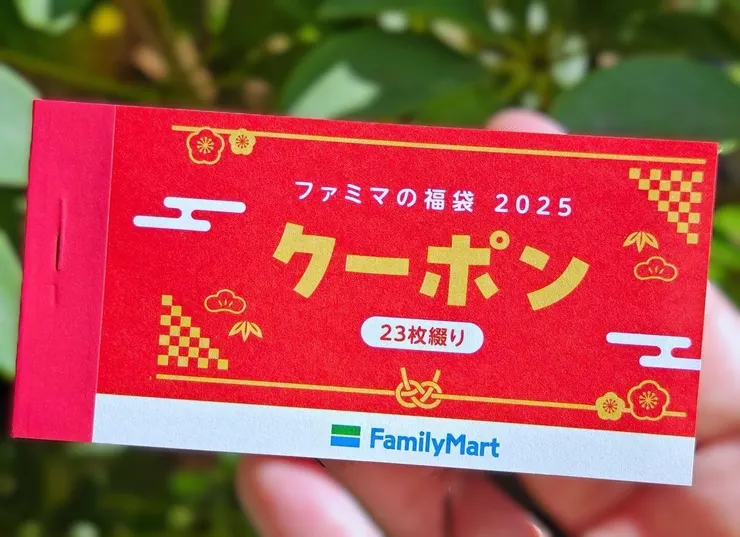 ファミマの福袋 2025
クーポン
23枚綴り
FamilyMart